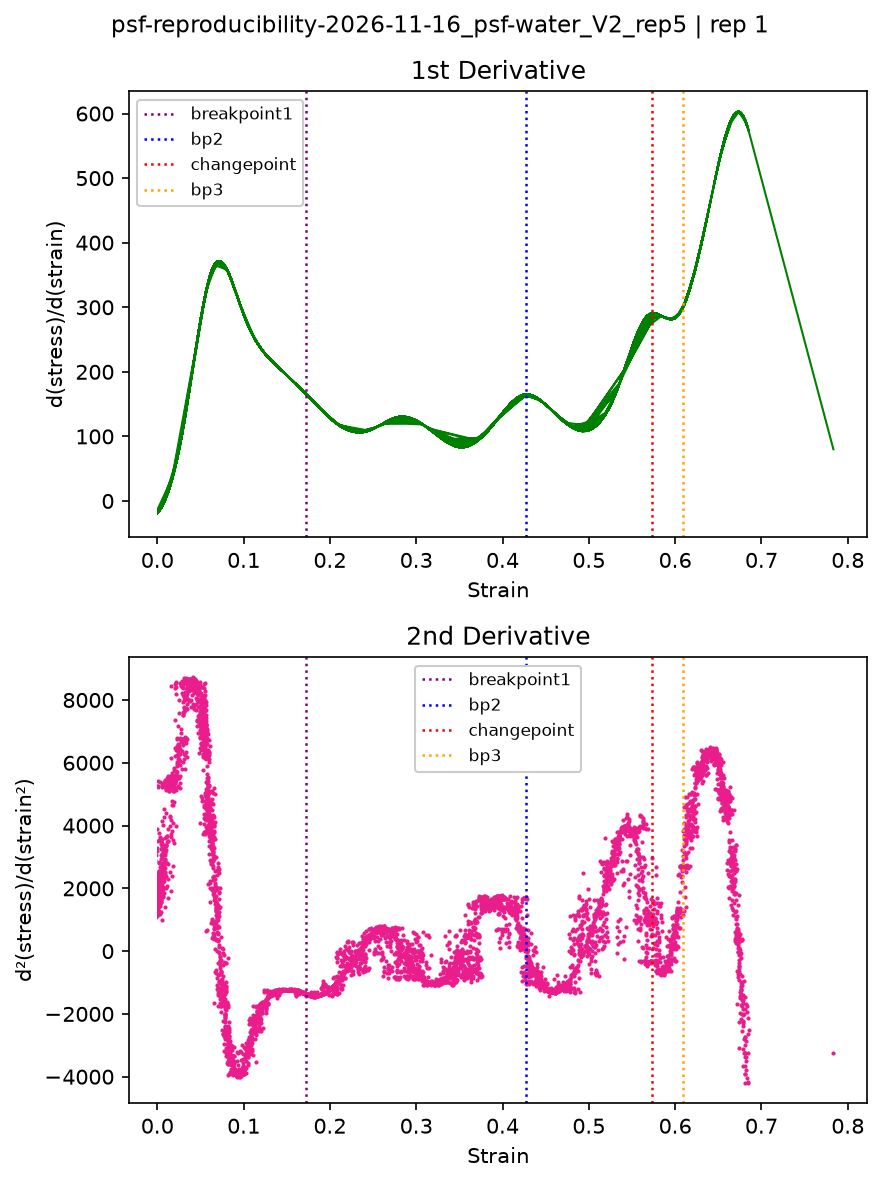 psf-reproducibility-2026-11-16_psf-water_V2_rep5 | rep 1
1st Derivative
breakpoint1
bp2
changepoint
bp3
d(stress)/d(strain)
600
500
400
300
200
100
0
0.0 0.1 0.2 0.3 0.4 0.5 0.6 0.7 0.8
Strain
2nd Derivative
breakpoint1
bp2
changepoint
bp3
d²(stress)/d(strain²)
8000
6000
4000
2000
0
−2000
−4000
0.0 0.1 0.2 0.3 0.4 0.5 0.6 0.7 0.8
Strain